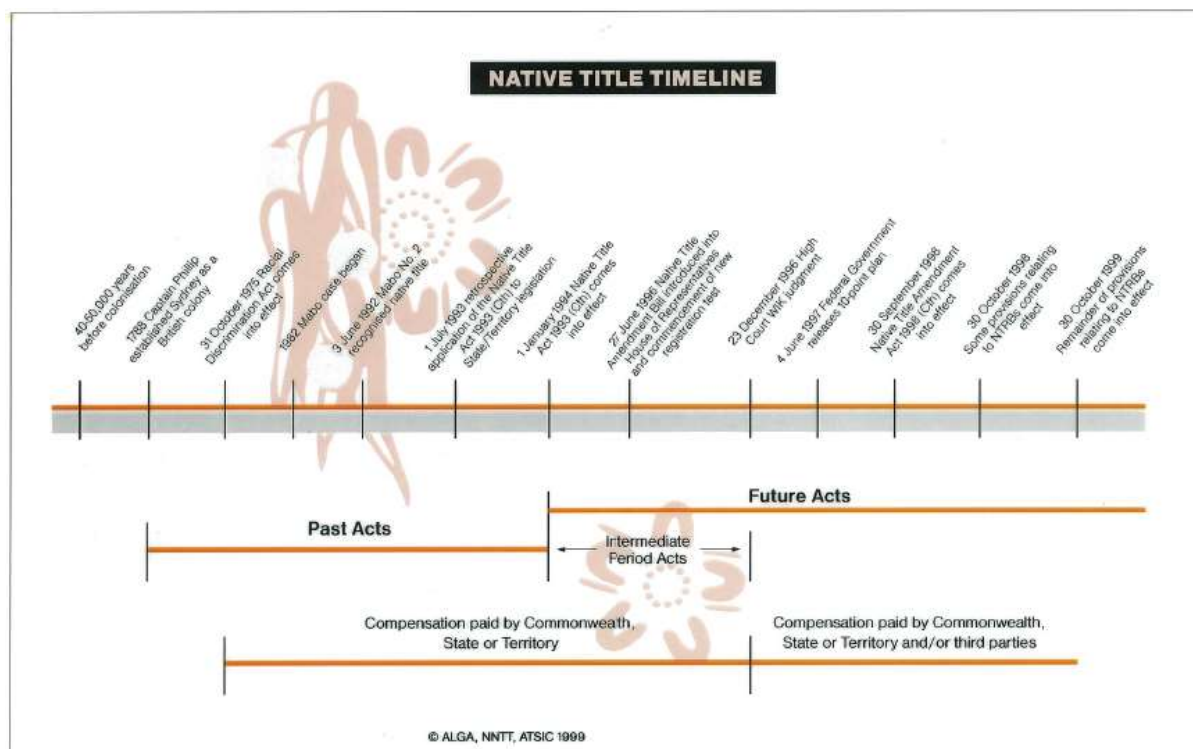 NATIVE TITLE TIMELINE
40-50,000 years
before colonisation
1788 Captain Phillip
established Sydney as a
British colony
31 October 1975 Racial
Discrimination Act comes
into effect
1982 Mabo case began
3 June 1992 Mabo No. 2
recognised native title
1 July 1993 retrospective
application of the Native Title
Act 1993 (Cth) to
State/Territory legislation
1 January 1994 Native Title
Act 1993 (Cth) comes
into effect
27 June 1996 Native Title
Amendment Bill introduced into
House of Representatives
and commencement of new
registration test
23 December 1996 High
Court WIK judgment
4 June 1997 Federal Government
releases 10-point plan
30 September 1998
Native Title Amendment
Act 1998 (Cth) comes
into effect
30 October 1998
Some provisions relating
to NTRBs come into
effect
30 October 1999
Remainder of provisions
relating to NTRBs
come into effect
Past Acts
Future Acts
Intermediate
Period Acts
Compensation paid by Commonweath,
State or Territory
Compensation paid by Commonwealth,
State or Territory and/or third parties
© ALGA, NNTT, ATSIC 1999